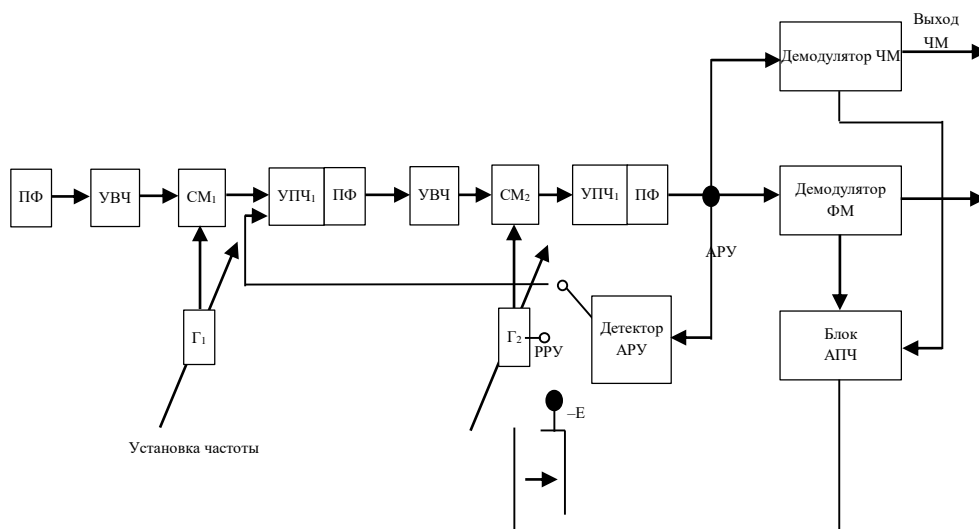 Выход
ЧМ
Демодулятор ЧМ
ПФ
УВЧ
СМ1
УПЧ1
ПФ
УВЧ
СМ2
УПЧ1
ПФ
Демодулятор
ФМ
АРУ
Г1
Г2
РРУ
Детектор
АРУ
Блок
АПЧ
–Е
Установка частоты